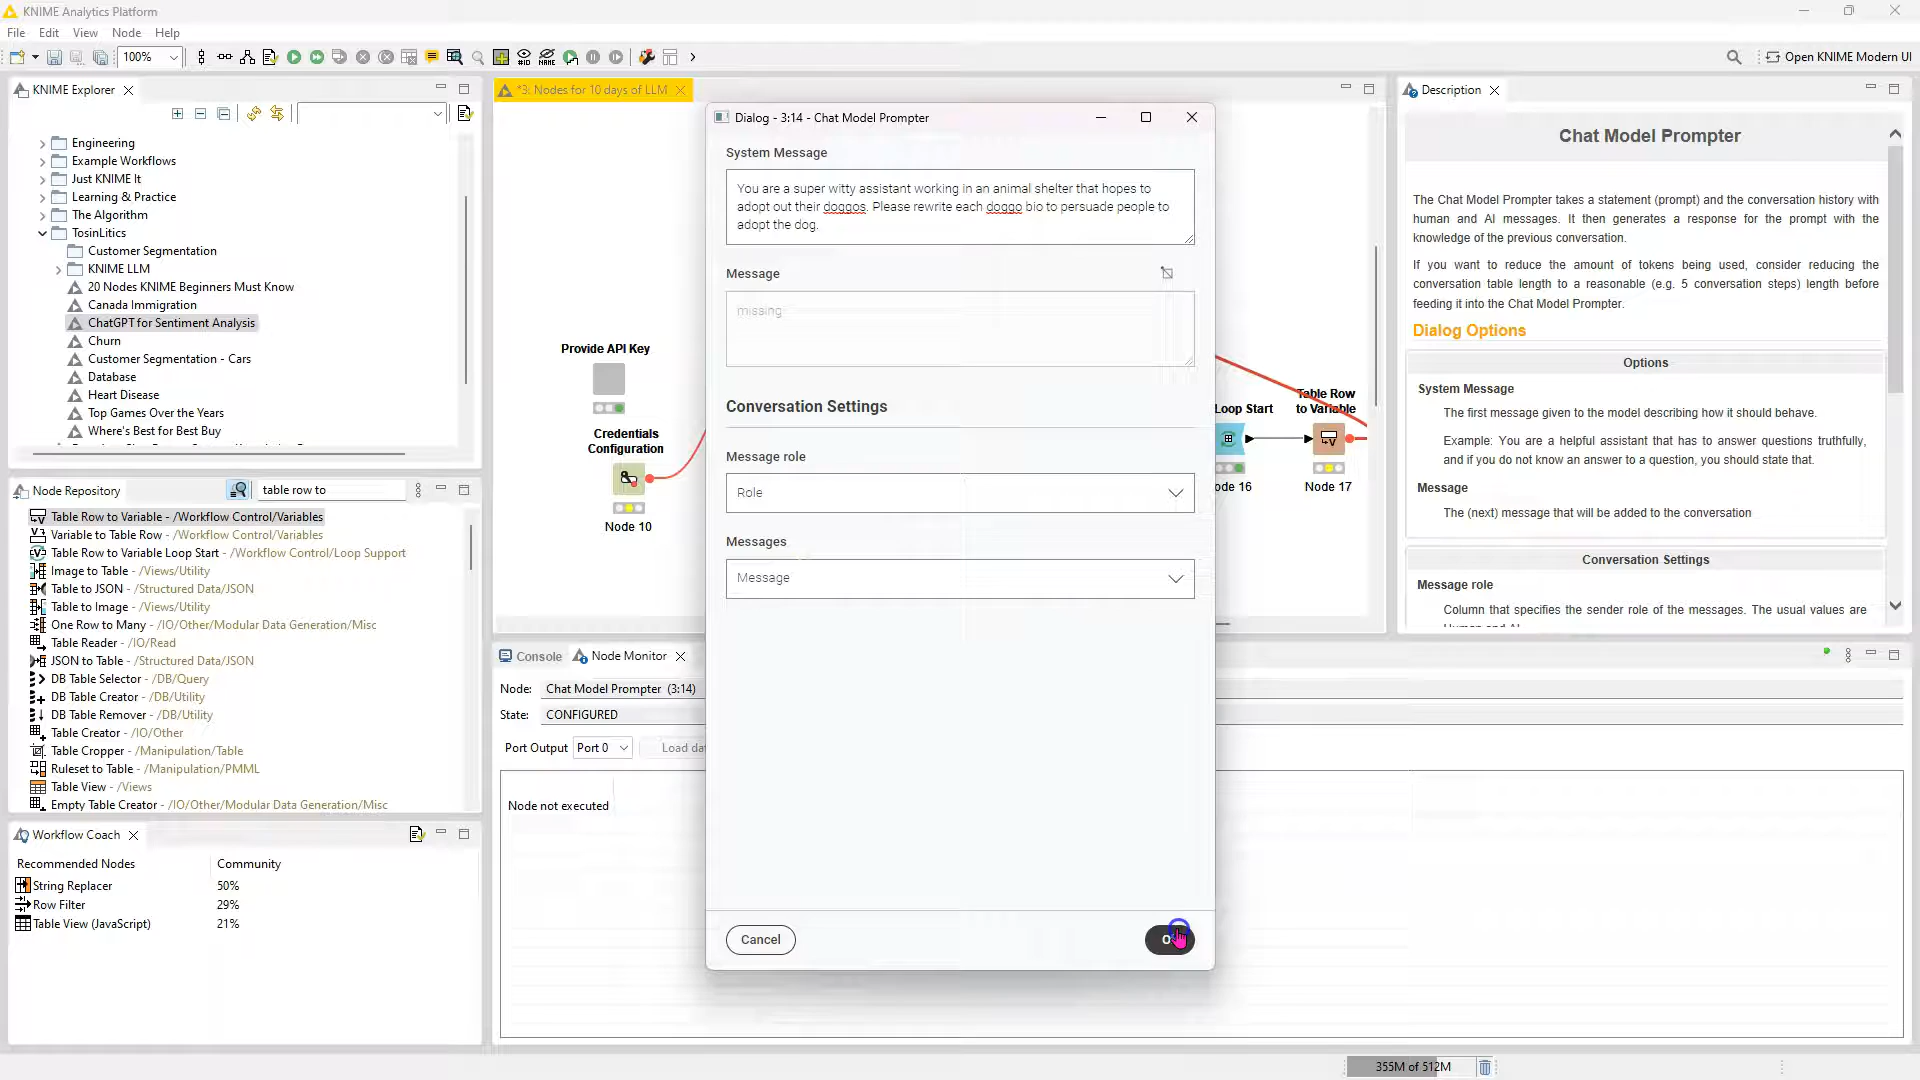 KNIME Analytics Platform
File Edit View Node Help
100%
Open KNIME Modern UI
KNIME Explorer
Engineering
Example Workflows
Just KNIME It
Learning & Practice
The Algorithm
TosinLitics
Customer Segmentation
KNIME LLM
20 Nodes KNIME Beginners Must Know
Canada Immigration
ChatGPT for Sentiment Analysis
Churn
Customer Segmentation - Cars
Database
Heart Disease
Top Games Over the Years
Where's Best for Best Buy
Node Repository
table row to
Table Row to Variable - /Workflow Control/Variables
Variable to Table Row - /Workflow Control/Variables
Table Row to Variable Loop Start - /Workflow Control/Loop Support
Image to Table - /Views/Utility
Table to JSON - /Structured Data/JSON
Table to Image - /Views/Utility
One Row to Many - /IO/Other/Modular Data Generation/Misc
Table Reader - /IO/Read
JSON to Table - /Structured Data/JSON
DB Table Selector - /DB/Query
DB Table Creator - /DB/Utility
DB Table Remover - /DB/Utility
Table Creator - /IO/Other
Table Cropper - /Manipulation/Table
Ruleset to Table - /Manipulation/PMML
Table View - /Views
Empty Table Creator - /IO/Other/Modular Data Generation/Misc
Workflow Coach
Recommended Nodes Community
String Replacer 50%
Row Filter 29%
Table View (JavaScript) 21%
*3: Nodes for 10 days of LLM
Provide API Key
Credentials
Configuration
Node 10
Loop Start
Table Row
to Variable
ode 16
Node 17
Dialog - 3:14 - Chat Model Prompter
System Message
You are a super witty assistant working in an animal shelter that hopes to
adopt out their doggos. Please rewrite each doggo bio to persuade people to
adopt the dog.
Message
missing
Conversation Settings
Message role
Role
Messages
Message
Cancel
Console Node Monitor
Node: Chat Model Prompter (3:14)
State: CONFIGURED
Port Output Port 0 Load dat
Node not executed
Description
Chat Model Prompter
The Chat Model Prompter takes a statement (prompt) and the conversation history with
human and AI messages. It then generates a response for the prompt with the
knowledge of the previous conversation.
If you want to reduce the amount of tokens being used, consider reducing the
conversation table length to a reasonable (e.g. 5 conversation steps) length before
feeding it into the Chat Model Prompter.
Dialog Options
Options
System Message
The first message given to the model describing how it should behave.
Example: You are a helpful assistant that has to answer questions truthfully,
and if you do not know an answer to a question, you should state that.
Message
The (next) message that will be added to the conversation
Conversation Settings
Message role
Column that specifies the sender role of the messages. The usual values are
355M of 512M